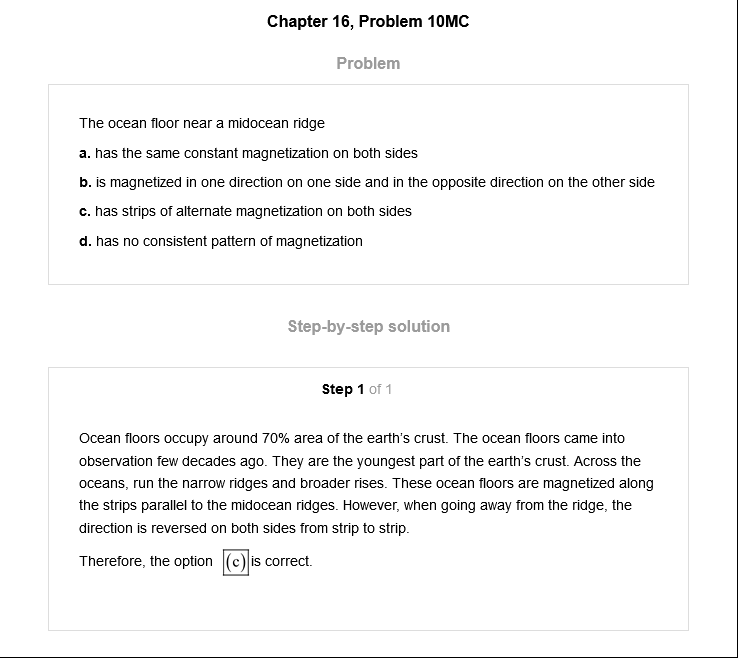 Chapter 16, Problem 10MC
Problem
The ocean floor near a midocean ridge
a. has the same constant magnetization on both sides
b. is magnetized in one direction on one side and in the opposite direction on the other side
c. has strips of alternate magnetization on both sides
d. has no consistent pattern of magnetization
Step-by-step solution
Step 1 of 1
Ocean floors occupy around 70% area of the earth's crust. The ocean floors came into
observation few decades ago. They are the youngest part of the earth's crust. Across the
oceans, run the narrow ridges and broader rises. These ocean floors are magnetized along
the strips parallel to the midocean ridges. However, when going away from the ridge, the
direction is reversed on both sides from strip to strip.
Therefore, the option (c) is correct.